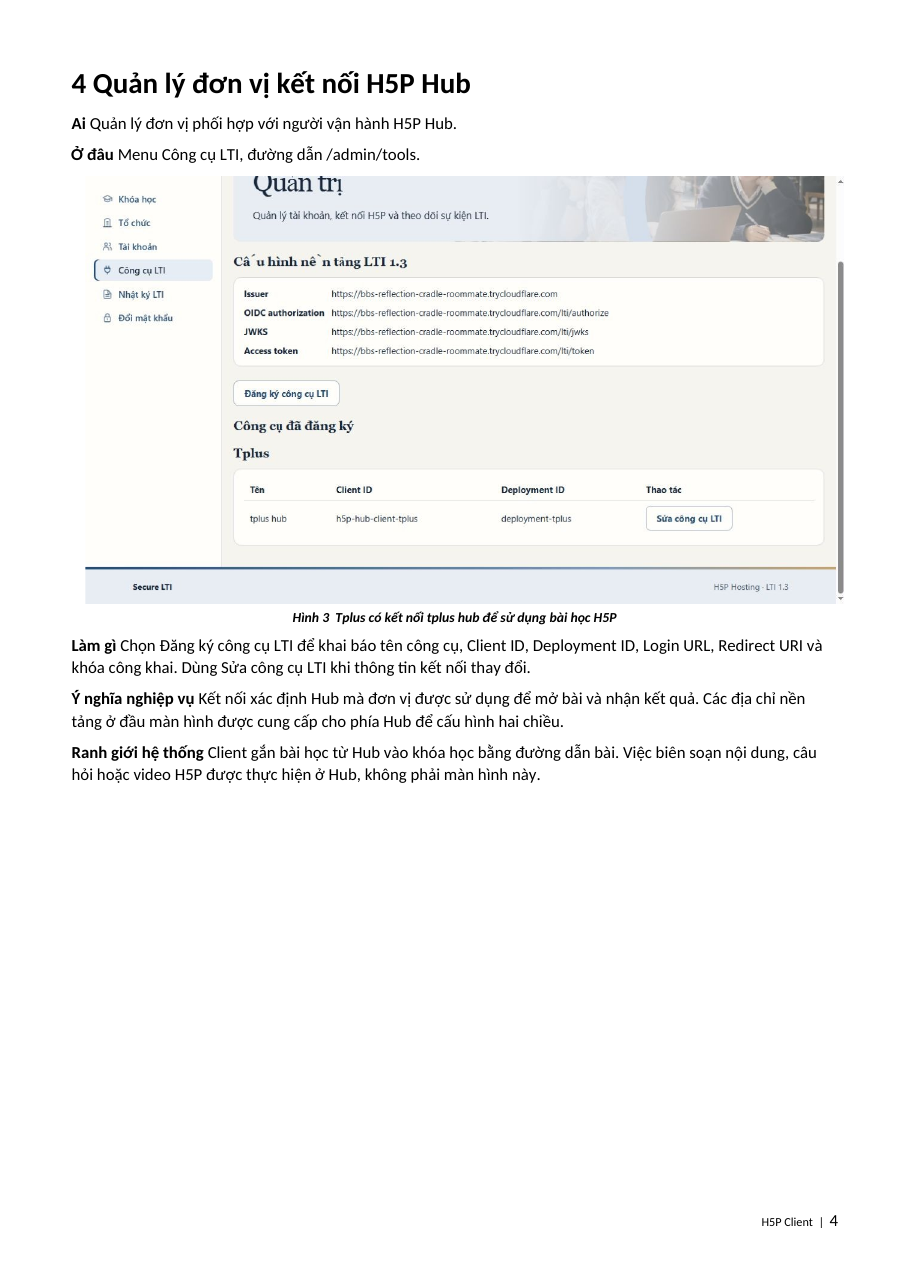 4 Quản lý đơn vị kết nối H5P Hub
Ai Quản lý đơn vị phối hợp với người vận hành H5P Hub.
Ở đâu Menu Công cụ LTI, đường dẫn /admin/tools.
Quản trị
Quản lý tài khoản, kết nối H5P và theo dõi sự kiện LTI.
Khóa học
Tổ chức
Tài khoản
Công cụ LTI
Nhật ký LTI
Đổi mật khẩu
Cấu hình nền tảng LTI 1.3
Issuer https://bbs-reflection-cradle-roommate.trycloudflare.com
OIDC authorization https://bbs-reflection-cradle-roommate.trycloudflare.com/lti/authorize
JWKS https://bbs-reflection-cradle-roommate.trycloudflare.com/lti/jwks
Access token https://bbs-reflection-cradle-roommate.trycloudflare.com/lti/token
Đăng ký công cụ LTI
Công cụ đã đăng ký
Tplus
Tên Client ID Deployment ID Thao tác
tplus hub h5p-hub-client-tplus deployment-tplus Sửa công cụ LTI
Secure LTI H5P Hosting · LTI 1.3
Hình 3 Tplus có kết nối tplus hub để sử dụng bài học H5P
Làm gì Chọn Đăng ký công cụ LTI để khai báo tên công cụ, Client ID, Deployment ID, Login URL, Redirect URI và
khóa công khai. Dùng Sửa công cụ LTI khi thông tin kết nối thay đổi.
Ý nghĩa nghiệp vụ Kết nối xác định Hub mà đơn vị được sử dụng để mở bài và nhận kết quả. Các địa chỉ nền
tảng ở đầu màn hình được cung cấp cho phía Hub để cấu hình hai chiều.
Ranh giới hệ thống Client gắn bài học từ Hub vào khóa học bằng đường dẫn bài. Việc biên soạn nội dung, câu
hỏi hoặc video H5P được thực hiện ở Hub, không phải màn hình này.
H5P Client | 4